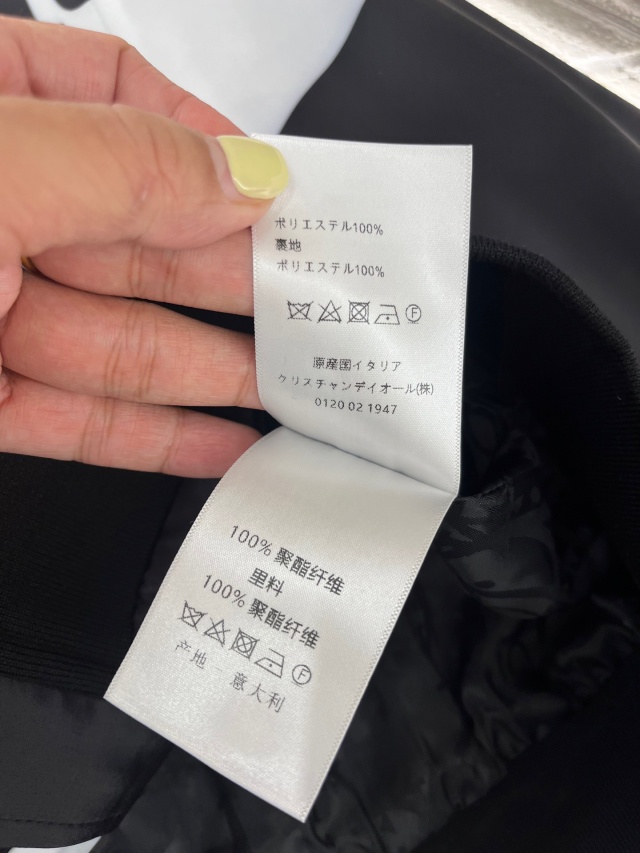 ポリエステル100%
裏地
ポリエステル100%
F
原産国イタリア
クリスチャンデイオール(株)
0120 02 1947
100% 聚酯纤维
里料
100% 聚酯纤维
F
产地 — 意大利